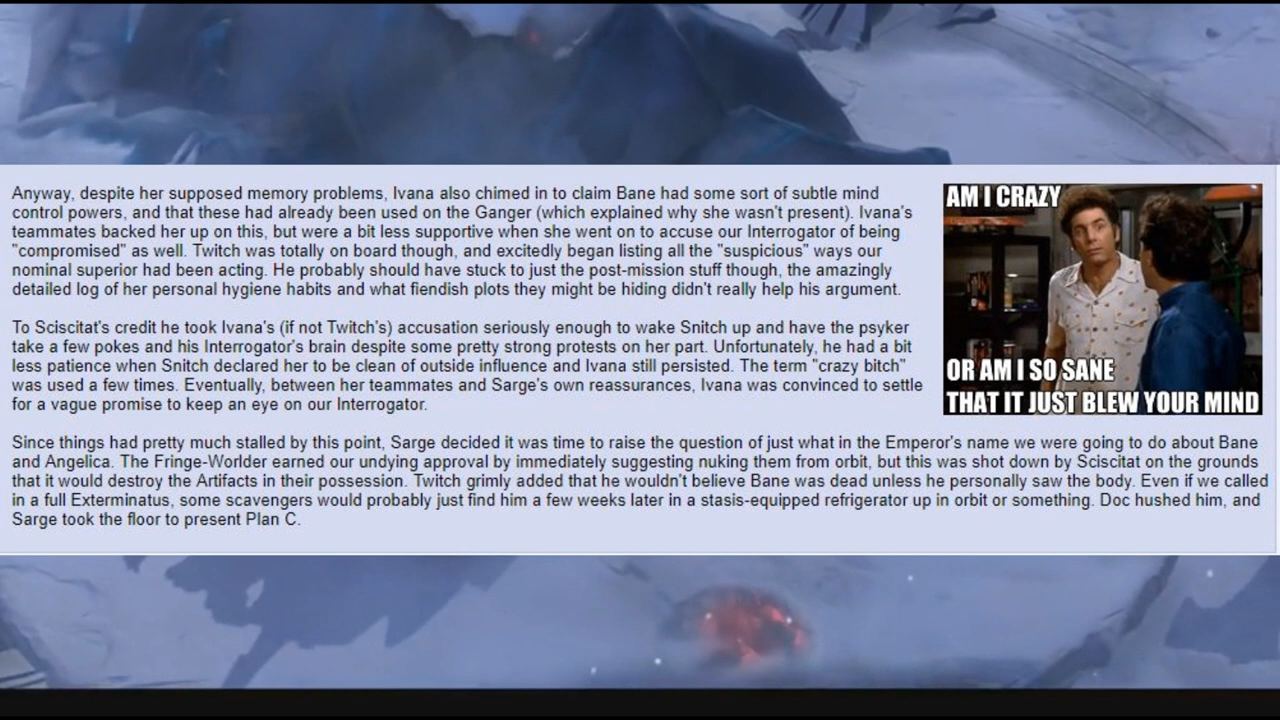 Anyway, despite her supposed memory problems, Ivana also chimed in to claim Bane had some sort of subtle mind
control powers, and that these had already been used on the Ganger (which explained why she wasn't present). Ivana's
teammates backed her up on this, but were a bit less supportive when she went on to accuse our Interrogator of being
"compromised" as well. Twitch was totally on board though, and excitedly began listing all the "suspicious" ways our
nominal superior had been acting. He probably should have stuck to just the post-mission stuff though, the amazingly
detailed log of her personal hygiene habits and what fiendish plots they might be hiding didn't really help his argument.
To Sciscitat's credit he took Ivana's (if not Twitch's) accusation seriously enough to wake Snitch up and have the psyker
take a few pokes and his Interrogator's brain despite some pretty strong protests on her part. Unfortunately, he had a bit
less patience when Snitch declared her to be clean of outside influence and Ivana still persisted. The term "crazy bitch"
was used a few times. Eventually, between her teammates and Sarge's own reassurances, Ivana was convinced to settle
for a vague promise to keep an eye on our Interrogator.
AM I CRAZY
OR AM I SO SANE
THAT IT JUST BLEW YOUR MIND
Since things had pretty much stalled by this point, Sarge decided it was time to raise the question of just what in the Emperor's name we were going to do about Bane
and Angelica. The Fringe-Worlder earned our undying approval by immediately suggesting nuking them from orbit, but this was shot down by Sciscitat on the grounds
that it would destroy the Artifacts in their possession. Twitch grimly added that he wouldn't believe Bane was dead unless he personally saw the body. Even if we called
in a full Exterminatus, some scavengers would probably just find him a few weeks later in a stasis-equipped refrigerator up in orbit or something. Doc hushed him, and
Sarge took the floor to present Plan C.